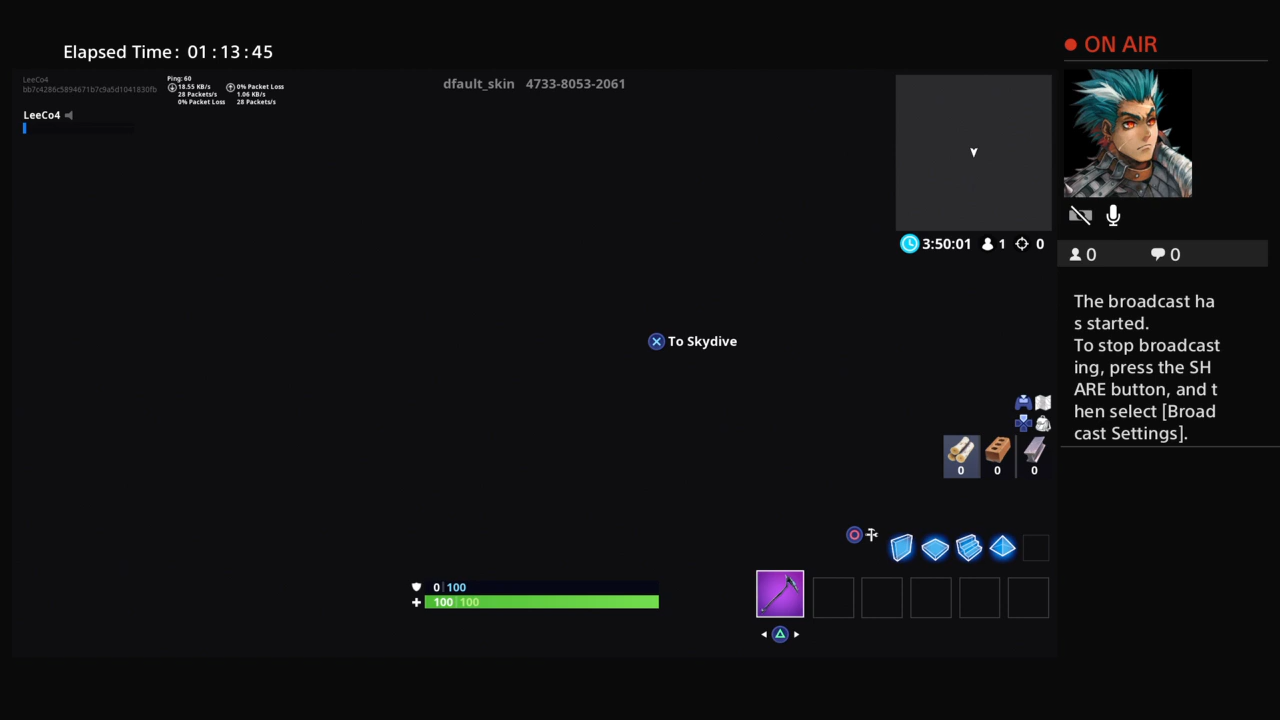 Elapsed Time: 01:13:45
ON AIR
LeeCo4
bb7c4286c5894671b7c9a5d1041830fb
Ping: 60
18.55 KB/s
28 Packets/s
0% Packet Loss
0% Packet Loss
1.06 KB/s
28 Packets/s
dfault_skin 4733-8053-2061
LeeCo4
3:50:01 1 0
0 0
The broadcast ha
s started.
To stop broadcast
ing, press the SH
ARE button, and t
hen select [Broad
cast Settings].
To Skydive
0 0 0
0|100
100|100